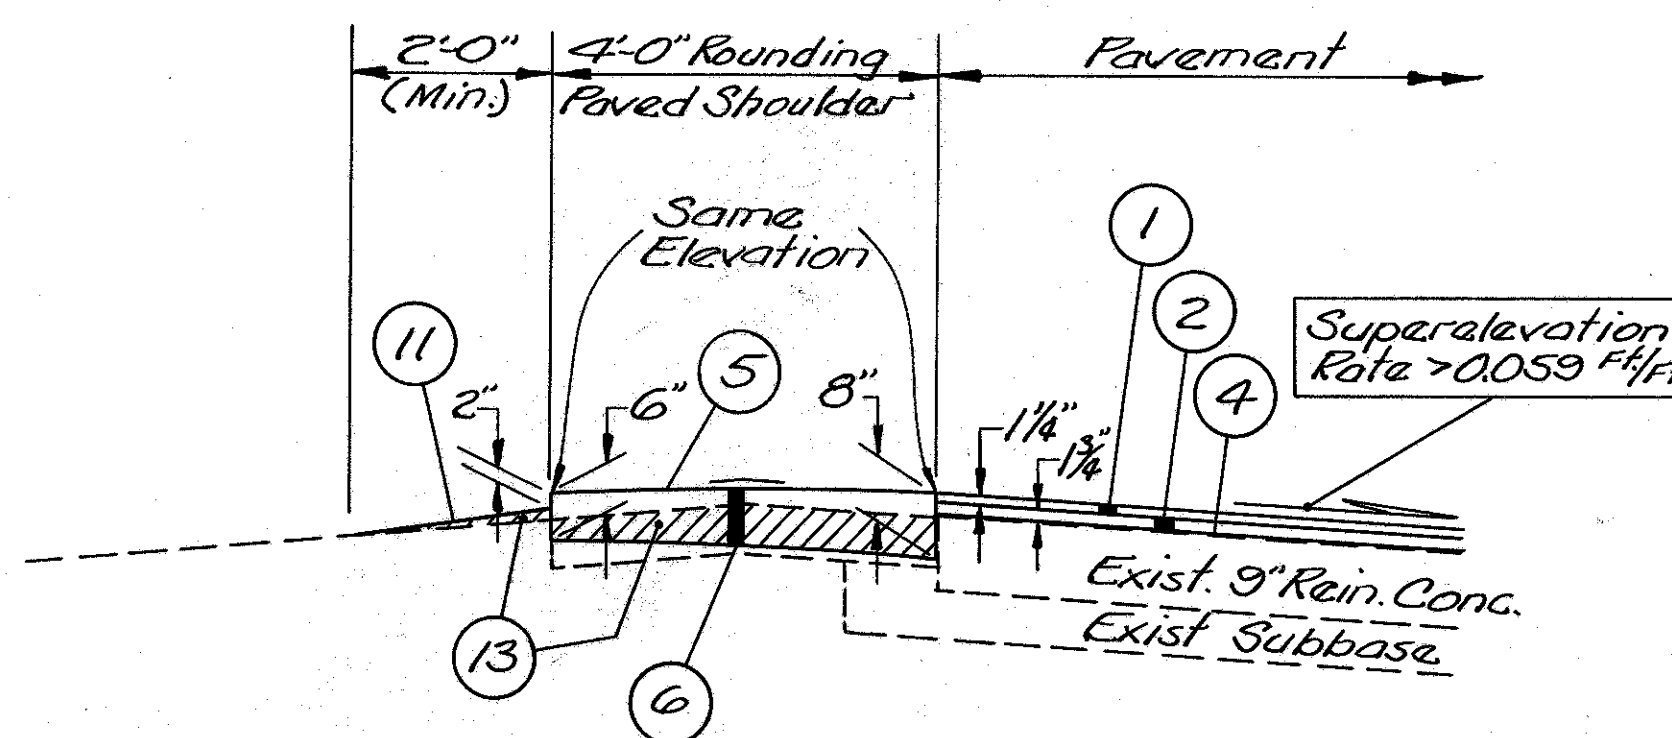 2'-0"
(Min.)
4'-0" Rounding
Paved Shoulder
Pavement
Same
Elevation
1
2
Superelevation
Rate >0.059 Ft./Ft
11
5
4
2"
6"
8"
1¼"
1¾"
Exist. 9" Rein. Conc.
Exist Subbase
13
6